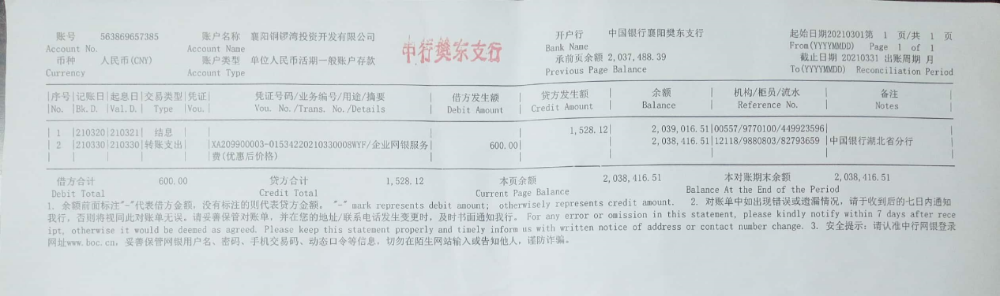 账号 563869657385 账户名称 襄阳铜锣湾投资开发有限公司 中行樊东支行 开户行 中国银行襄阳樊东支行 起始日期20210301第 1 页/共 1 页
Account No. Account Name Bank Name From(YYYYMMDD) Page 1 of 1
币种 人民币(CNY) 账户类型 单位人民币活期一般账户存款 承前页余额 2,037,488.39 截止日期 20210331 出账周期 月
Currency Account Type Previous Page Balance To(YYYYMMDD) Reconciliation Period
|序号|记账日|起息日|交易类型|凭证| 凭证号码/业务编号/用途/摘要 | 借方发生额 | 贷方发生额 | 余额 | 机构/柜员/流水 | 备注 |
|No. |Bk.D. |Val.D.| Type |Vou.| Vou. No./Trans. No./Details | Debit Amount | Credit Amount | Balance | Reference No. | Notes |
| 1 |210320|210321| 结息 | | | | 1,528.12| 2,039,016.51|00557/9770100/449923596| |
| 2 |210330|210330|转账支出| |XA209900003-01534220210330008WYF/企业网银服务| 600.00| | 2,038,416.51|12118/9880803/82793659 |中国银行湖北省分行 |
费(优惠后价格)
借方合计 600.00 贷方合计 1,528.12 本页余额 2,038,416.51 本对账期末余额 2,038,416.51
Debit Total Credit Total Current Page Balance Balance At the End of the Period
1. 余额前面标注"-"代表借方金额，没有标注的则代表贷方金额。 "-" mark represents debit amount; otherwisely represents credit amount. 2. 对账单中如出现错误或遗漏情况，请于收到后的七日内通知
我行，否则将视同此对账单无误。请妥善保管对账单，并在您的地址/联系电话发生变更时，及时书面通知我行。 For any error or omission in this statement, please kindly notify within 7 days after rece
ipt, otherwise it would be deemed as agreed. Please keep this statement properly and timely inform us with written notice of address or contact number change. 3. 安全提示：请认准中行网银登录
网址www.boc.cn，妥善保管网银用户名、密码、手机交易码、动态口令等信息，切勿在陌生网站输入或告知他人，谨防诈骗。